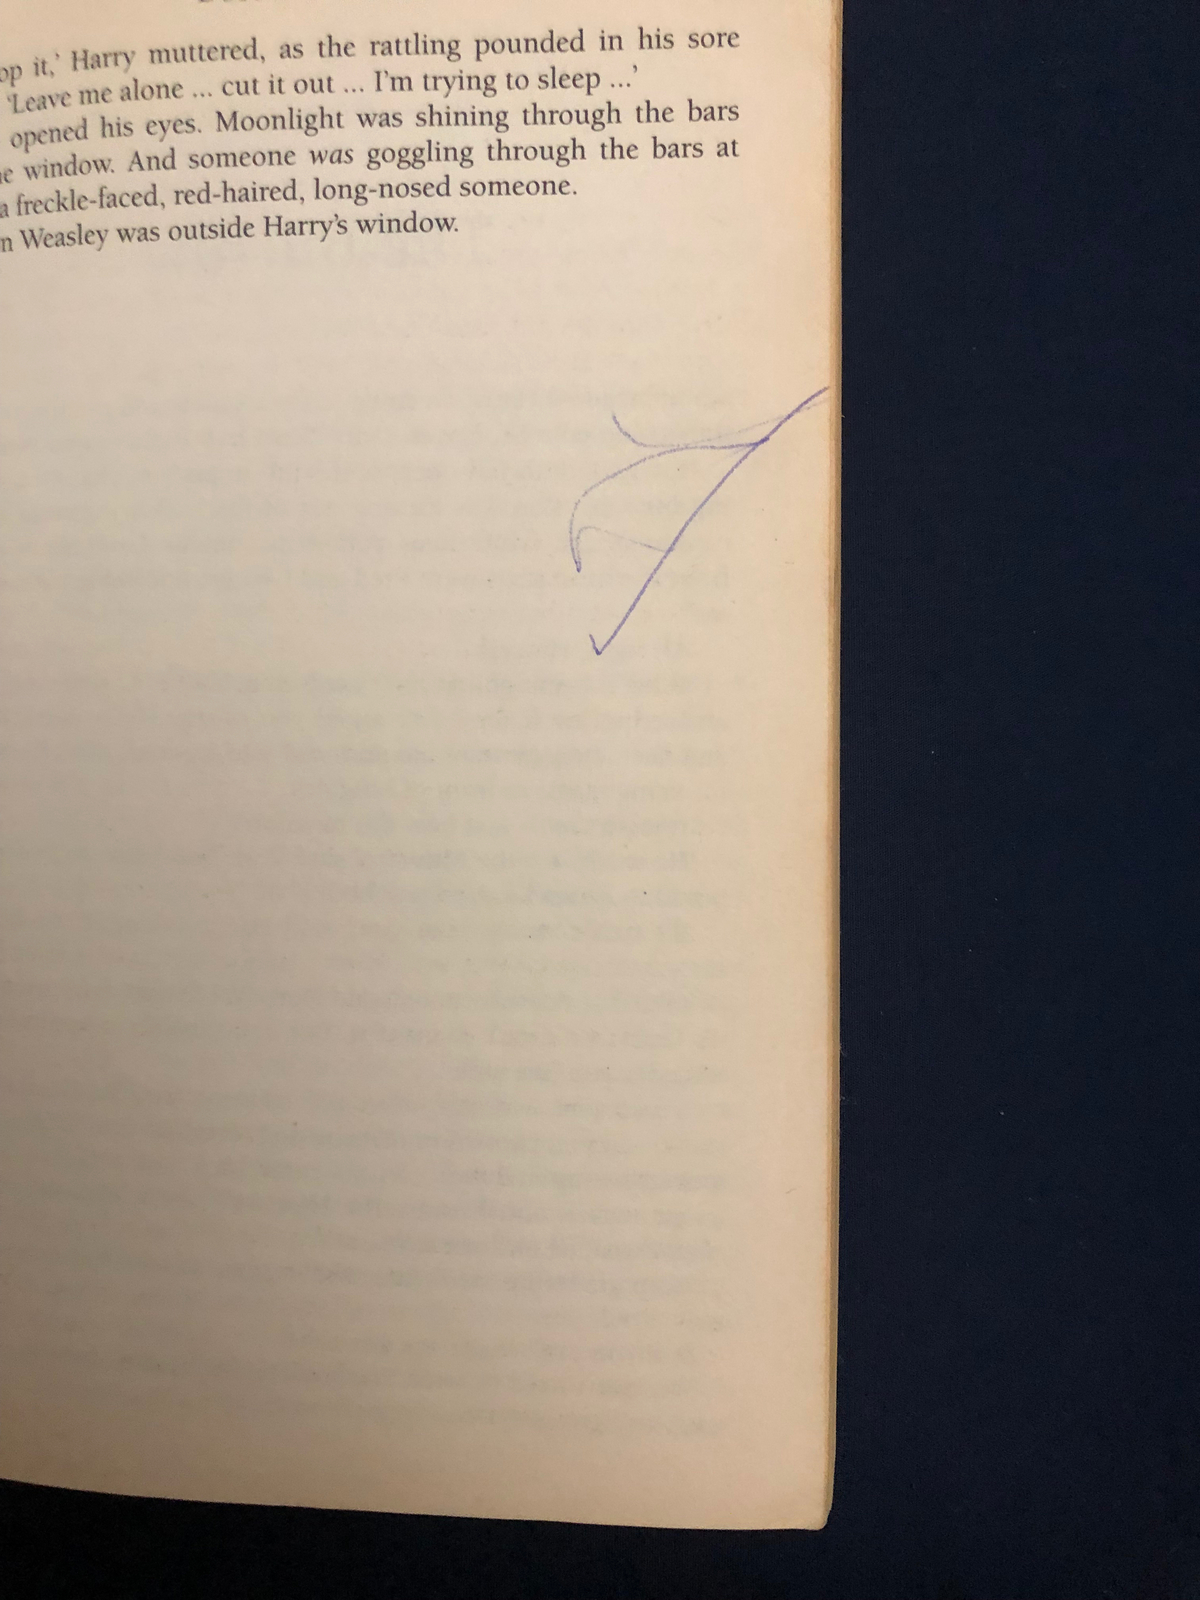 op it,’ Harry muttered, as the rattling pounded in his sore
‘Leave me alone ... cut it out ... I’m trying to sleep ...’
opened his eyes. Moonlight was shining through the bars
e window. And someone was goggling through the bars at
a freckle-faced, red-haired, long-nosed someone.
n Weasley was outside Harry’s window.